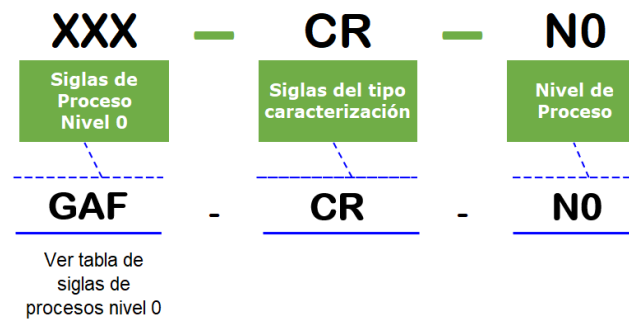 XXX – CR – N0
Siglas de
Proceso
Nivel 0
Siglas del tipo
caracterización
Nivel de
Proceso
GAF - CR - N0
Ver tabla de
siglas de
procesos nivel 0